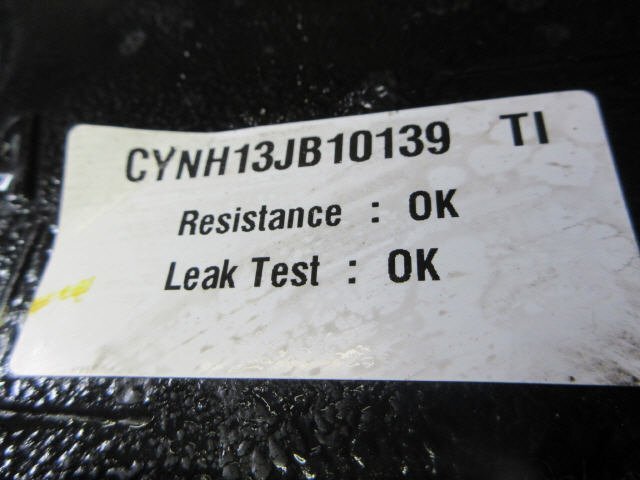 CYNH13JB10139 TI
Resistance : OK
Leak Test : OK